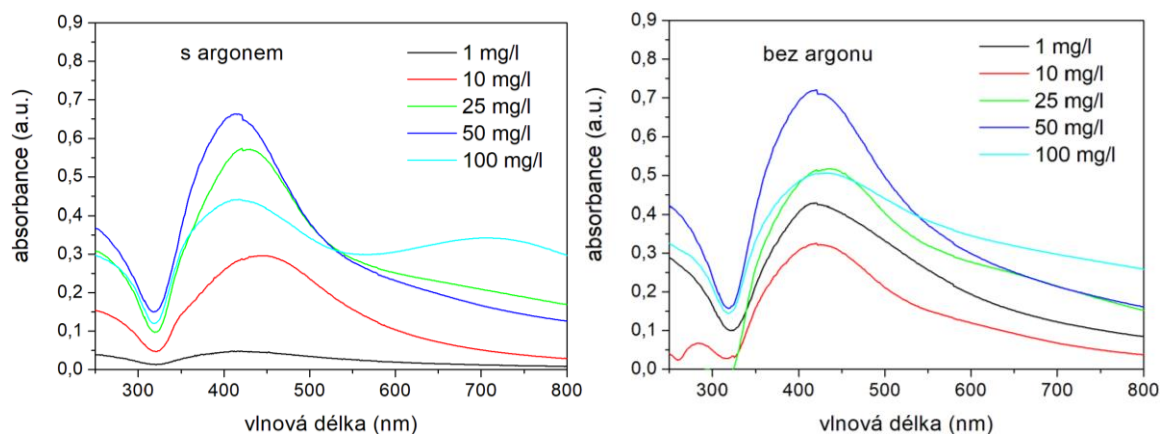 0,9
0,8
0,7
0,6
0,5
0,4
0,3
0,2
0,1
0,0
absorbance (a.u.)
s argonem
1 mg/l
10 mg/l
25 mg/l
50 mg/l
100 mg/l
300 400 500 600 700 800
vlnová délka (nm)
0,9
0,8
0,7
0,6
0,5
0,4
0,3
0,2
0,1
0,0
absorbance (a.u.)
bez argonu
1 mg/l
10 mg/l
25 mg/l
50 mg/l
100 mg/l
300 400 500 600 700 800
vlnová délka (nm)